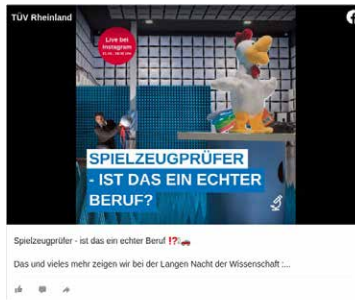 TÜV Rheinland
Live bei
Instagram
SPIELZEUGPRÜFER
- IST DAS EIN ECHTER
BERUF?
Spielzeugprüfer - ist das ein echter Beruf ⁉️🚗
Das und vieles mehr zeigen wir bei der Langen Nacht der Wissenschaft :...